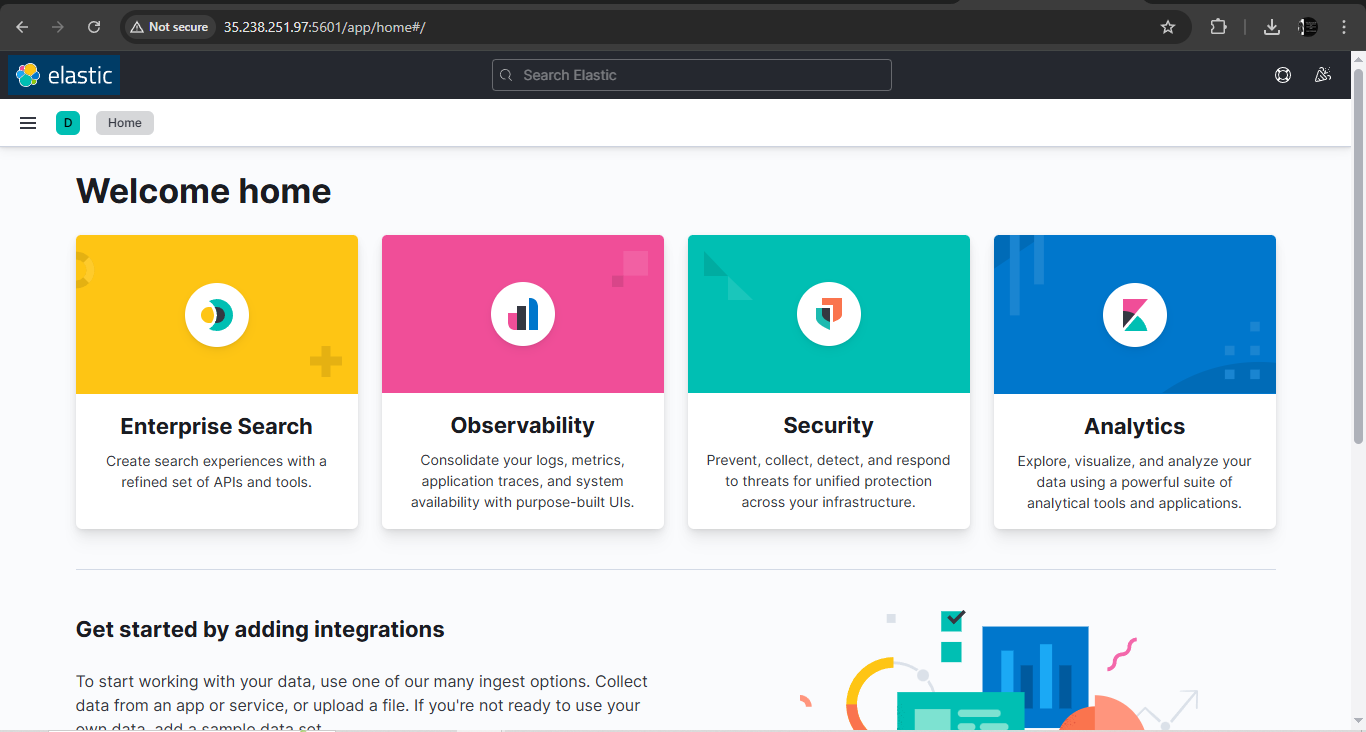 Not secure
35.238.251.97:5601/app/home#/
elastic
Search Elastic
D
Home
Welcome home
Enterprise Search
Create search experiences with a
refined set of APIs and tools.
Observability
Consolidate your logs, metrics,
application traces, and system
availability with purpose-built UIs.
Security
Prevent, collect, detect, and respond
to threats for unified protection
across your infrastructure.
Analytics
Explore, visualize, and analyze your
data using a powerful suite of
analytical tools and applications.
Get started by adding integrations
To start working with your data, use one of our many ingest options. Collect
data from an app or service, or upload a file. If you're not ready to use your
own data, add a sample data set.